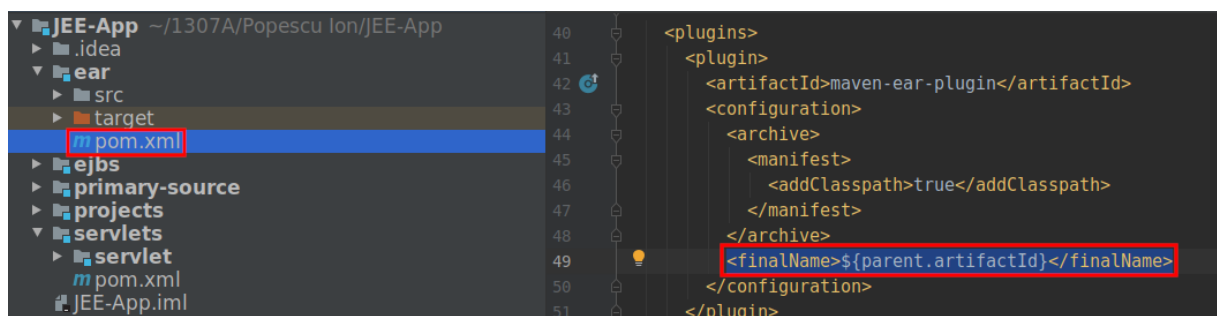 JEE-App ~/1307A/Popescu Ion/JEE-App
.idea
ear
src
target
pom.xml
ejbs
primary-source
projects
servlets
servlet
pom.xml
JEE-App.iml
40 <plugins>
41 <plugin>
42 <artifactId>maven-ear-plugin</artifactId>
43 <configuration>
44 <archive>
45 <manifest>
46 <addClasspath>true</addClasspath>
47 </manifest>
48 </archive>
49 <finalName>${parent.artifactId}</finalName>
50 </configuration>
51 </plugin>